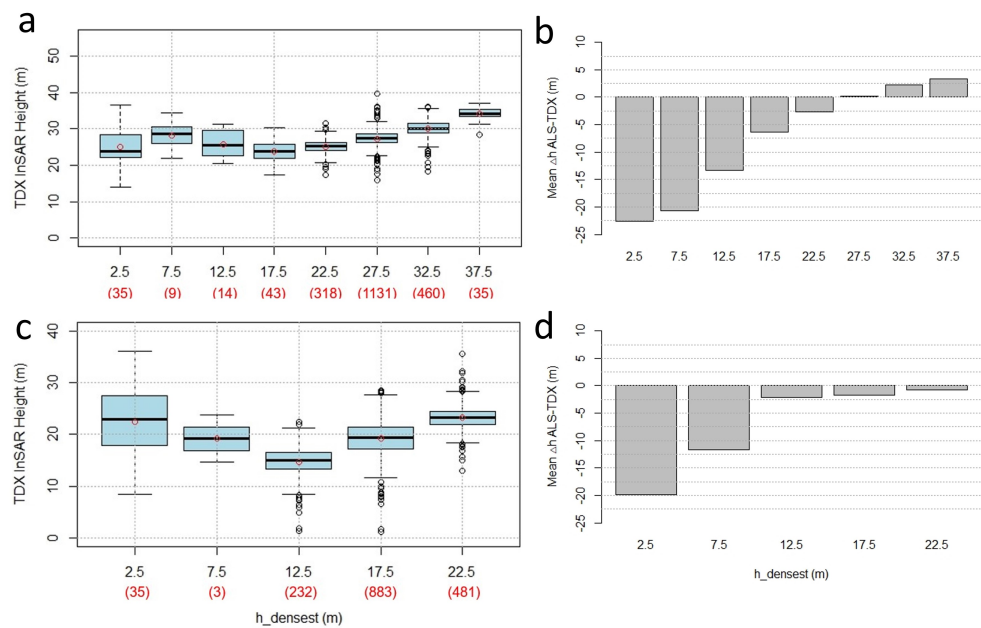 a
TDX InSAR Height (m)
50
40
30
20
10
0
2.5 7.5 12.5 17.5 22.5 27.5 32.5 37.5
(35) (9) (14) (43) (318) (1131) (460) (35)
b
Mean Δh ALS-TDX (m)
10
5
0
-5
-10
-15
-20
-25
2.5 7.5 12.5 17.5 22.5 27.5 32.5 37.5
c
TDX InSAR Height (m)
40
30
20
10
0
2.5 7.5 12.5 17.5 22.5
(35) (3) (232) (883) (481)
h_densest (m)
d
Mean Δh ALS-TDX (m)
10
5
0
-5
-10
-15
-20
-25
2.5 7.5 12.5 17.5 22.5
h_densest (m)